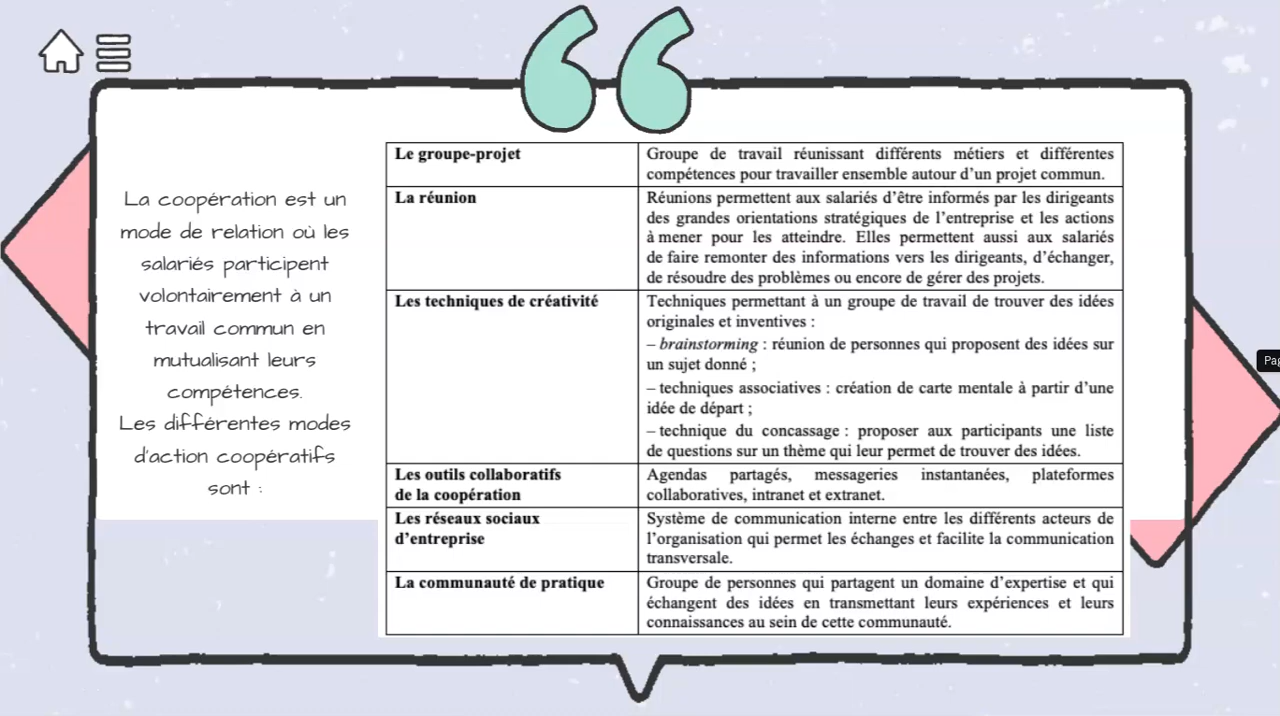 La coopération est un
mode de relation où les
salariés participent
volontairement à un
travail commun en
mutualisant leurs
compétences.
Les différentes modes
d'action coopératifs
sont :
Le groupe-projet
Groupe de travail réunissant différents métiers et différentes
compétences pour travailler ensemble autour d'un projet commun.
La réunion
Réunions permettent aux salariés d'être informés par les dirigeants
des grandes orientations stratégiques de l'entreprise et les actions
à mener pour les atteindre. Elles permettent aussi aux salariés
de faire remonter des informations vers les dirigeants, d'échanger,
de résoudre des problèmes ou encore de gérer des projets.
Les techniques de créativité
Techniques permettant à un groupe de travail de trouver des idées
originales et inventives :
– brainstorming : réunion de personnes qui proposent des idées sur
un sujet donné ;
– techniques associatives : création de carte mentale à partir d'une
idée de départ ;
– technique du concassage : proposer aux participants une liste
de questions sur un thème qui leur permet de trouver des idées.
Les outils collaboratifs
de la coopération
Agendas partagés, messageries instantanées, plateformes
collaboratives, intranet et extranet.
Les réseaux sociaux
d'entreprise
Système de communication interne entre les différents acteurs de
l'organisation qui permet les échanges et facilite la communication
transversale.
La communauté de pratique
Groupe de personnes qui partagent un domaine d'expertise et qui
échangent des idées en transmettant leurs expériences et leurs
connaissances au sein de cette communauté.